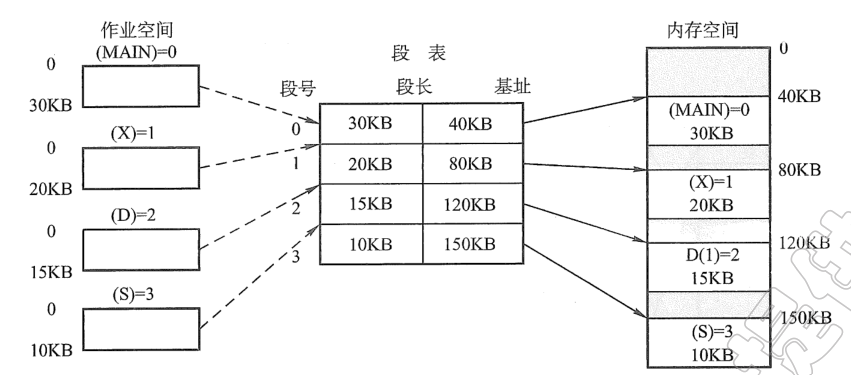 作业空间
(MAIN)=0
0
30KB
(X)=1
0
20KB
(D)=2
0
15KB
(S)=3
0
10KB
段 表
段号 段长 基址
0 30KB 40KB
1 20KB 80KB
2 15KB 120KB
3 10KB 150KB
内存空间
0
40KB
(MAIN)=0
30KB
80KB
(X)=1
20KB
120KB
D(1)=2
15KB
150KB
(S)=3
10KB